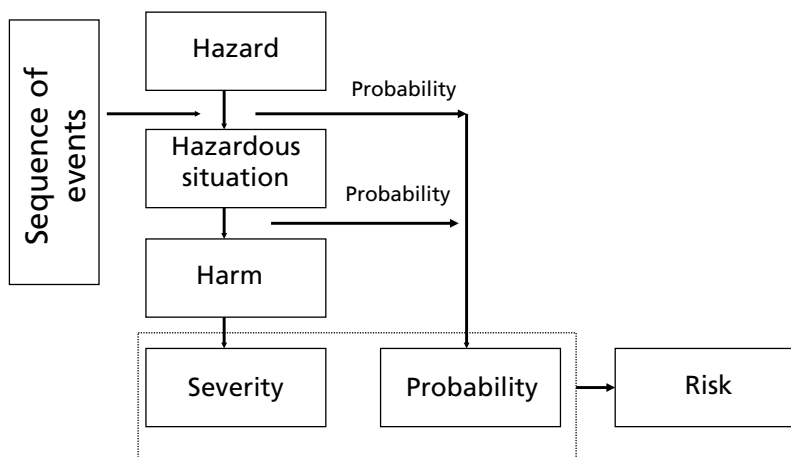 Sequence of
events
Hazard
Probability
Hazardous
situation
Probability
Harm
Severity
Probability
Risk